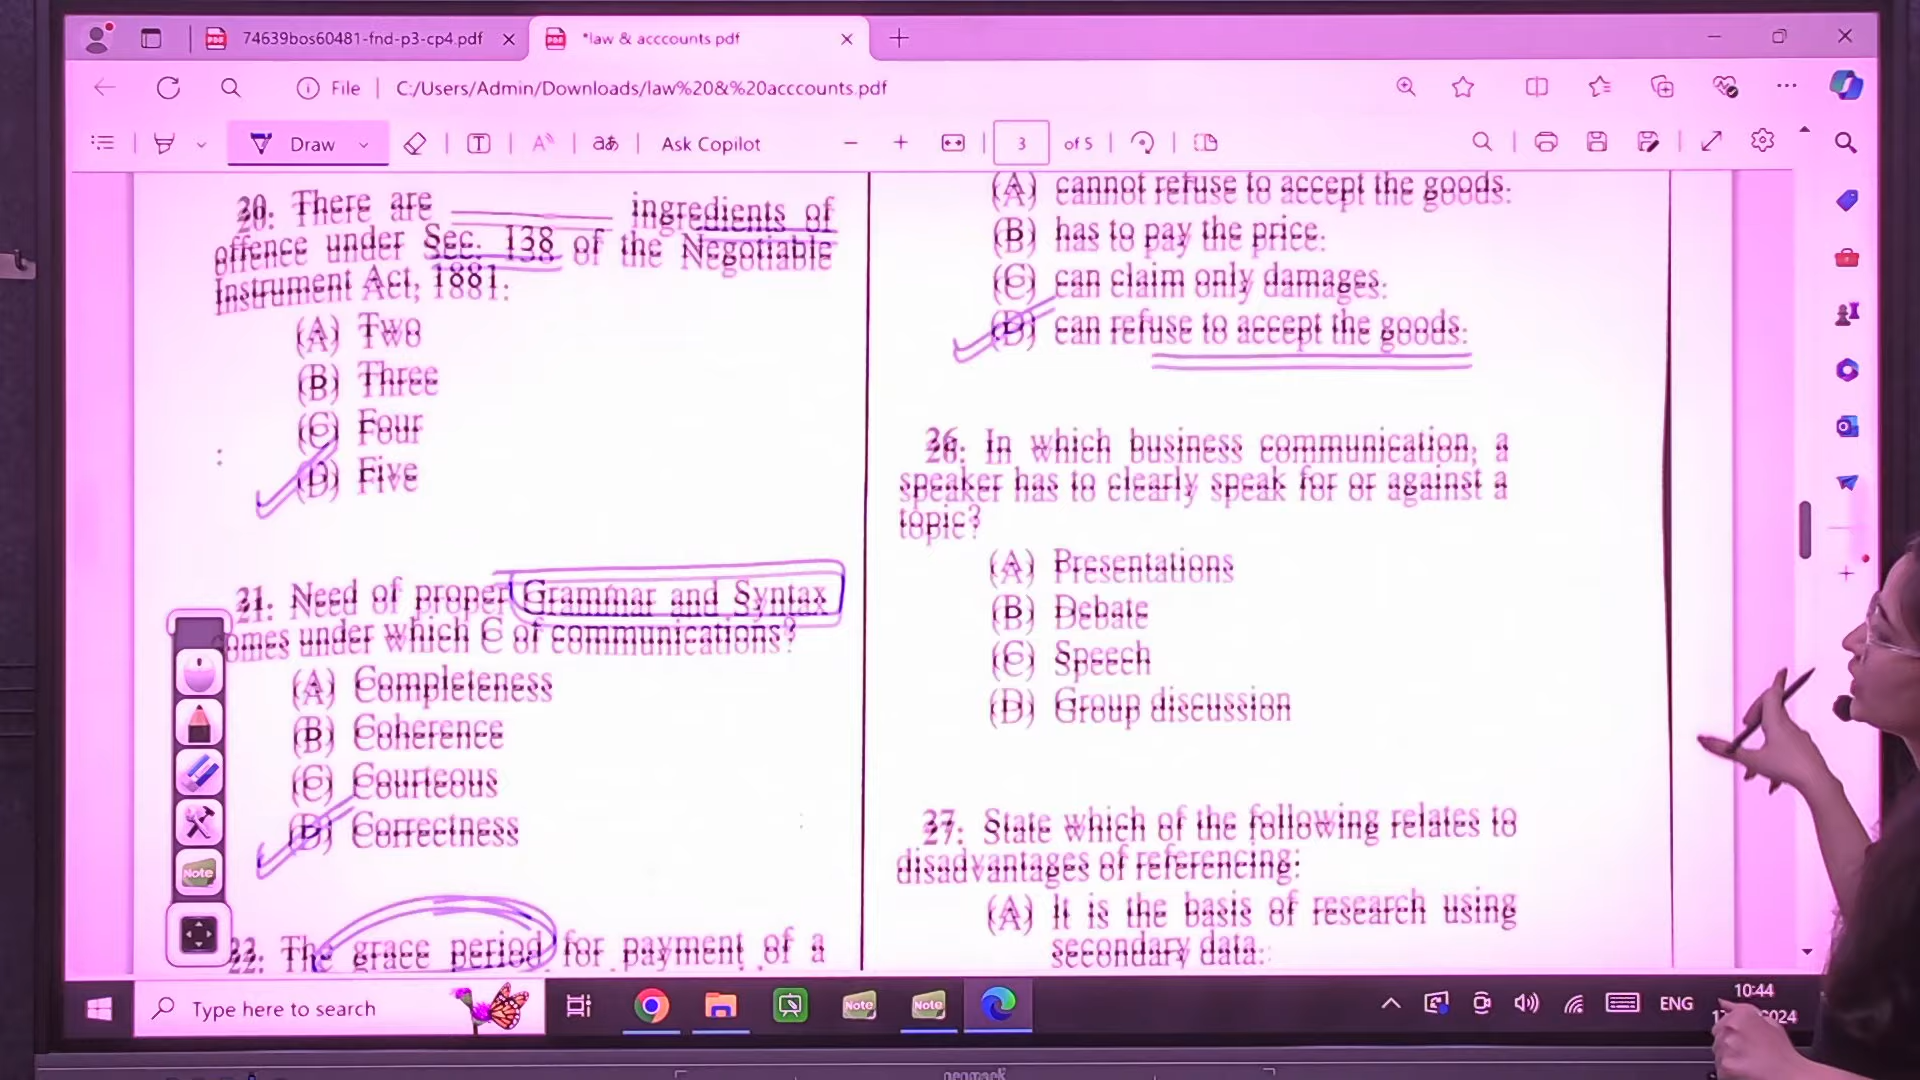 74639bos60481-fnd-p3-cp4.pdf
*law & acccounts pdf
File
C:/Users/Admin/Downloads/law%20&%20acccounts.pdf
Draw
Ask Copilot
3 of 5
20. There are ________ ingredients of
offence under Sec. 138 of the Negotiable
Instrument Act, 1881.
(A) Two
(B) Three
(C) Four
(D) Five
21. Need of proper Grammar and Syntax
comes under which C of communications?
(A) Completeness
(B) Coherence
(C) Courteous
(D) Correctness
22. The grace period for payment of a
(A) cannot refuse to accept the goods.
(B) has to pay the price.
(C) can claim only damages.
(D) can refuse to accept the goods.
26. In which business communication, a
speaker has to clearly speak for or against a
topic?
(A) Presentations
(B) Debate
(C) Speech
(D) Group discussion
27. State which of the following relates to
disadvantages of referencing:
(A) It is the basis of research using
secondary data.
Note
Type here to search
Note
Note
ENG
10:44